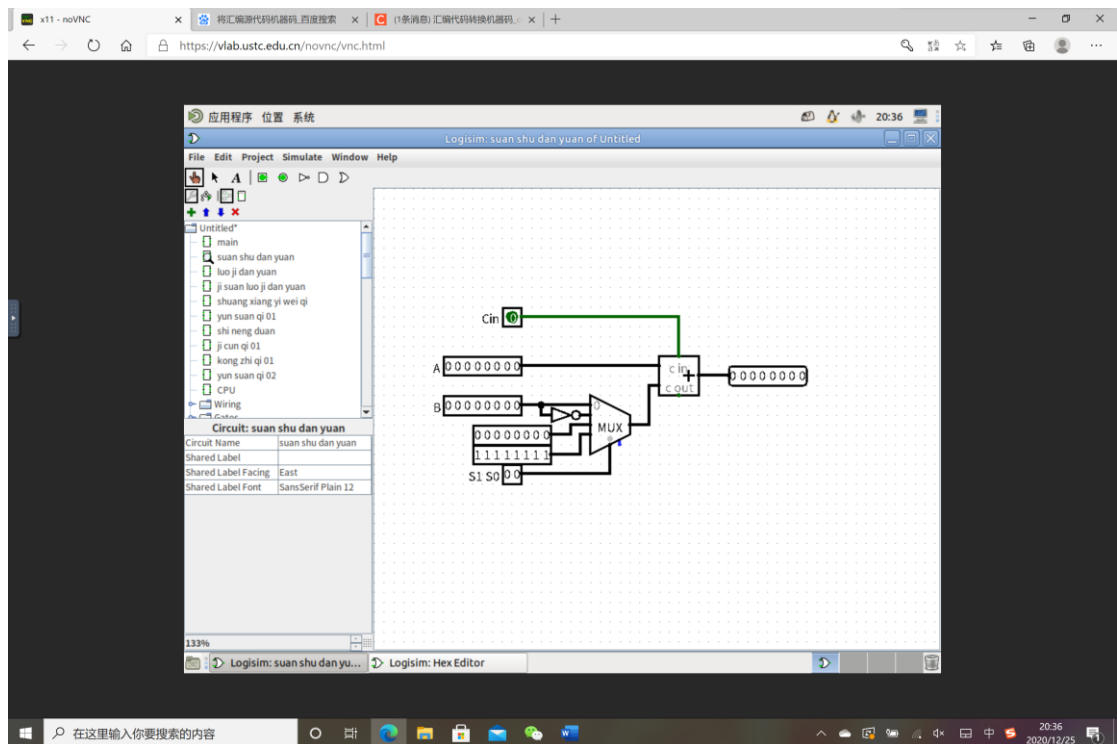 x11 - noVNC
将汇编源代码机器码_百度搜索
(1条消息) 汇编代码转换机器码_
https://vlab.ustc.edu.cn/novnc/vnc.html
应用程序 位置 系统
20:36
Logisim: suan shu dan yuan of Untitled
File Edit Project Simulate Window Help
A
Untitled*
main
suan shu dan yuan
luo ji dan yuan
ji suan luo ji dan yuan
shuang xiang yi wei qi
yun suan qi 01
shi neng duan
ji cun qi 01
kong zhi qi 01
yun suan qi 02
CPU
Wiring
Gates
Circuit: suan shu dan yuan
Circuit Name suan shu dan yuan
Shared Label
Shared Label Facing East
Shared Label Font SansSerif Plain 12
133%
Cin 0
A 00000000
c in
+
c out
00000000
B 00000000
0
MUX
00000000
11111111
S1 S0 00
Logisim: suan shu dan yu...
Logisim: Hex Editor
在这里输入你要搜索的内容
中
20:36
2020/12/25